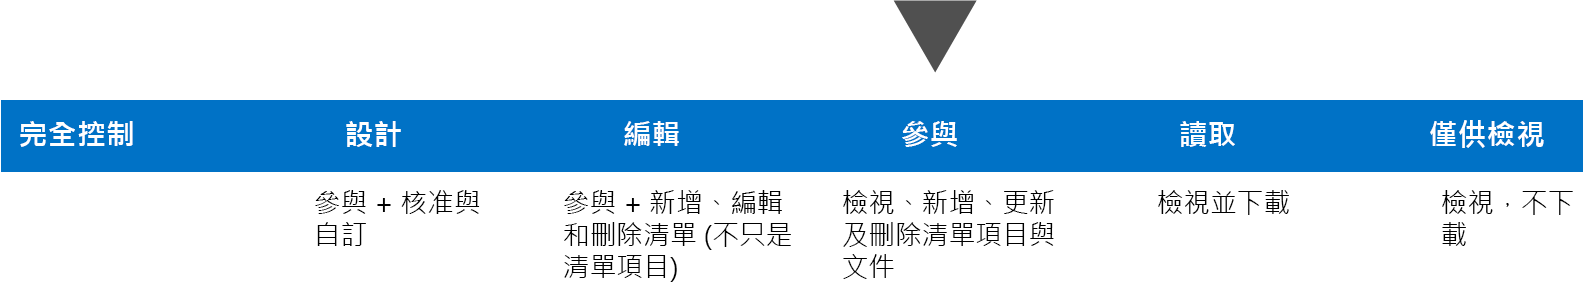 完全控制 設計 編輯 參與 讀取 僅供檢視
參與 + 核准與
自訂
參與 + 新增、編輯
和刪除清單 (不只是
清單項目)
檢視、新增、更新
及刪除清單項目與
文件
檢視並下載
檢視，不下
載